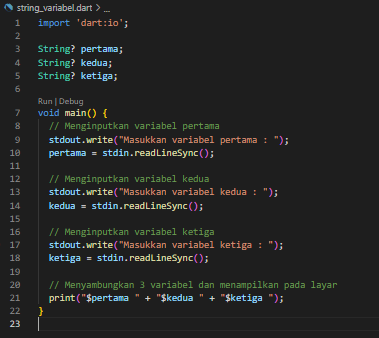 string_variabel.dart > ...
1 import 'dart:io';
2
3 String? pertama;
4 String? kedua;
5 String? ketiga;
6
Run | Debug
7 void main() {
8 // Menginputkan variabel pertama
9 stdout.write("Masukkan variabel pertama : ");
10 pertama = stdin.readLineSync();
11
12 // Menginputkan variabel kedua
13 stdout.write("Masukkan variabel kedua : ");
14 kedua = stdin.readLineSync();
15
16 // Menginputkan variabel ketiga
17 stdout.write("Masukkan variabel ketiga : ");
18 ketiga = stdin.readLineSync();
19
20 // Menyambungkan 3 variabel dan menampilkan pada layar
21 print("$pertama " + "$kedua " + "$ketiga ");
22 }
23